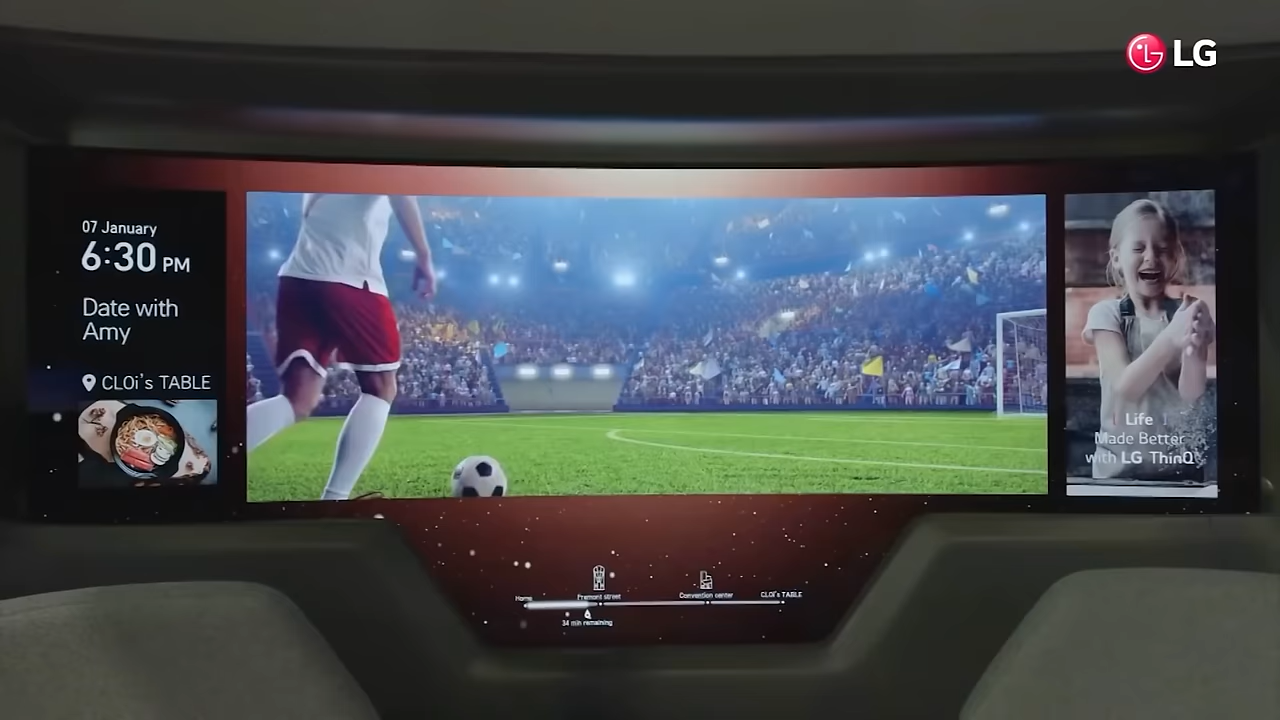 LG
07 January
6:30 PM
Date with
Amy
CLOi's TABLE
Life
Made Better
with LG ThinQ
Home
Fremont street
Convention center
CLOi's TABLE
34 min remaining